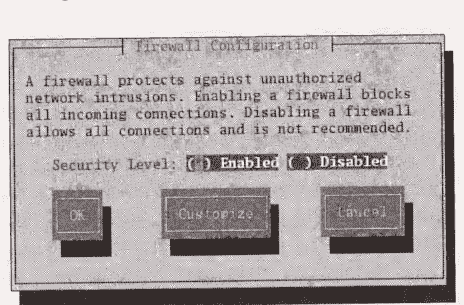 Firewall Configuration
A firewall protects against unauthorized
network intrusions. Enabling a firewall blocks
all incoming connections. Disabling a firewall
allows all connections and is not recommended.
Security Level: ( ) Enabled ( ) Disabled
OK Customize Cancel